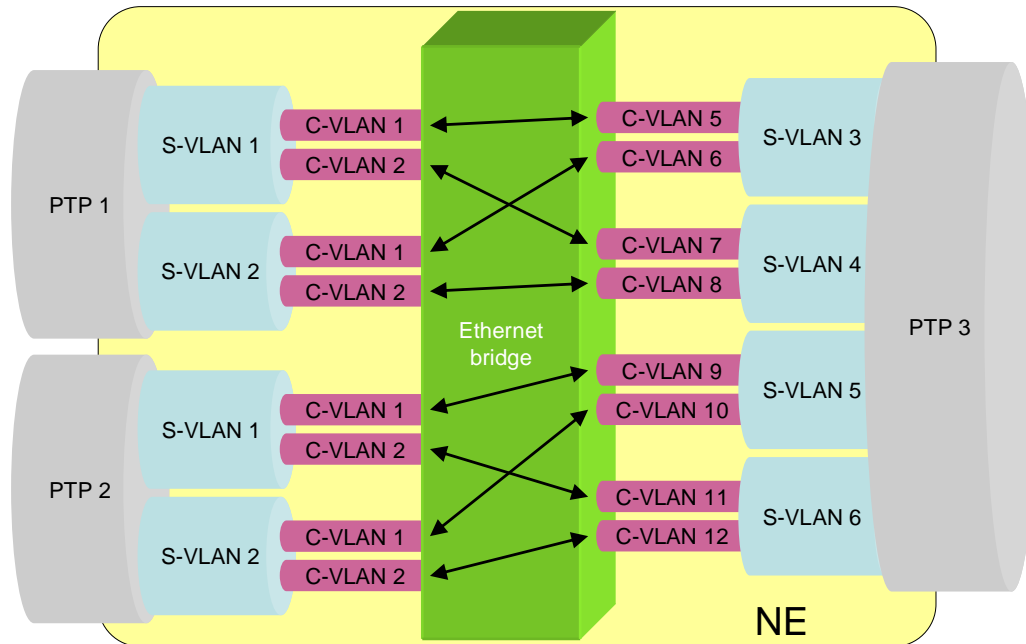 PTP 1
S-VLAN 1
C-VLAN 1
C-VLAN 2
S-VLAN 2
C-VLAN 1
C-VLAN 2
PTP 2
S-VLAN 1
C-VLAN 1
C-VLAN 2
S-VLAN 2
C-VLAN 1
C-VLAN 2
Ethernet
bridge
C-VLAN 5
C-VLAN 6
S-VLAN 3
C-VLAN 7
C-VLAN 8
S-VLAN 4
C-VLAN 9
C-VLAN 10
S-VLAN 5
C-VLAN 11
C-VLAN 12
S-VLAN 6
PTP 3
NE